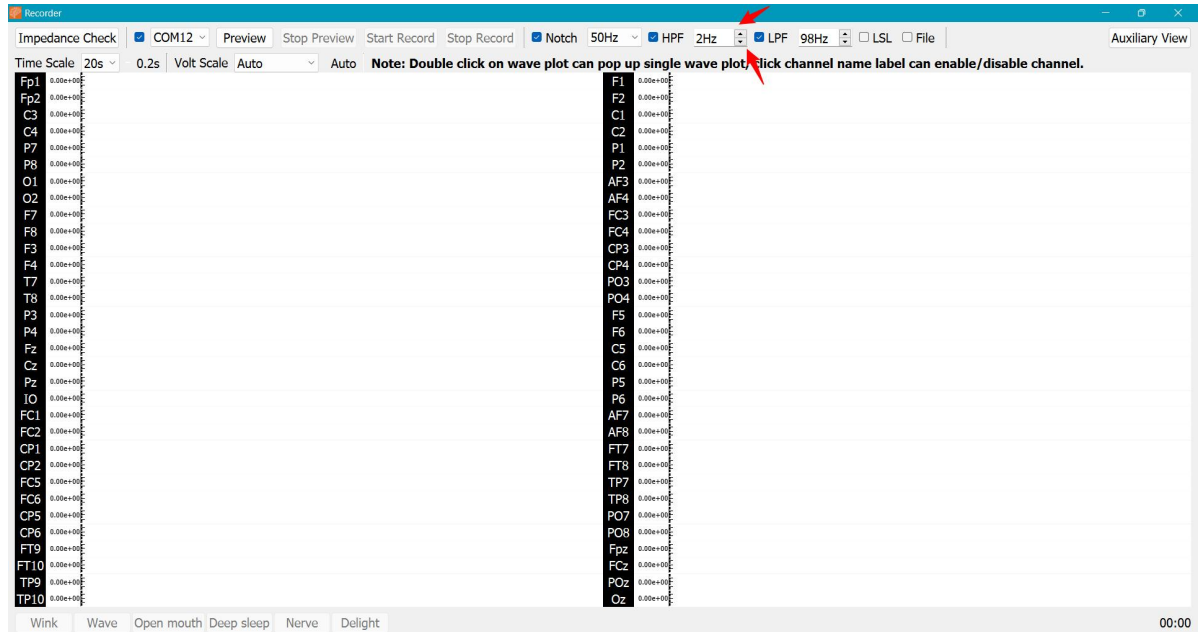 Recorder
Impedance Check COM12 Preview Stop Preview Start Record Stop Record Notch 50Hz HPF 2Hz LPF 98Hz LSL File Auxiliary View
Time Scale 20s 0.2s Volt Scale Auto Auto Note: Double click on wave plot can pop up single wave plot, click channel name label can enable/disable channel.
Fp1 0.00e+00 F1 0.00e+00
Fp2 0.00e+00 F2 0.00e+00
C3 0.00e+00 C1 0.00e+00
C4 0.00e+00 C2 0.00e+00
P7 0.00e+00 P1 0.00e+00
P8 0.00e+00 P2 0.00e+00
O1 0.00e+00 AF3 0.00e+00
O2 0.00e+00 AF4 0.00e+00
F7 0.00e+00 FC3 0.00e+00
F8 0.00e+00 FC4 0.00e+00
F3 0.00e+00 CP3 0.00e+00
F4 0.00e+00 CP4 0.00e+00
T7 0.00e+00 PO3 0.00e+00
T8 0.00e+00 PO4 0.00e+00
P3 0.00e+00 F5 0.00e+00
P4 0.00e+00 F6 0.00e+00
Fz 0.00e+00 C5 0.00e+00
Cz 0.00e+00 C6 0.00e+00
Pz 0.00e+00 P5 0.00e+00
IO 0.00e+00 P6 0.00e+00
FC1 0.00e+00 AF7 0.00e+00
FC2 0.00e+00 AF8 0.00e+00
CP1 0.00e+00 FT7 0.00e+00
CP2 0.00e+00 FT8 0.00e+00
FC5 0.00e+00 TP7 0.00e+00
FC6 0.00e+00 TP8 0.00e+00
CP5 0.00e+00 PO7 0.00e+00
CP6 0.00e+00 PO8 0.00e+00
FT9 0.00e+00 Fpz 0.00e+00
FT10 0.00e+00 FCz 0.00e+00
TP9 0.00e+00 POz 0.00e+00
TP10 0.00e+00 Oz 0.00e+00
Wink Wave Open mouth Deep sleep Nerve Delight 00:00